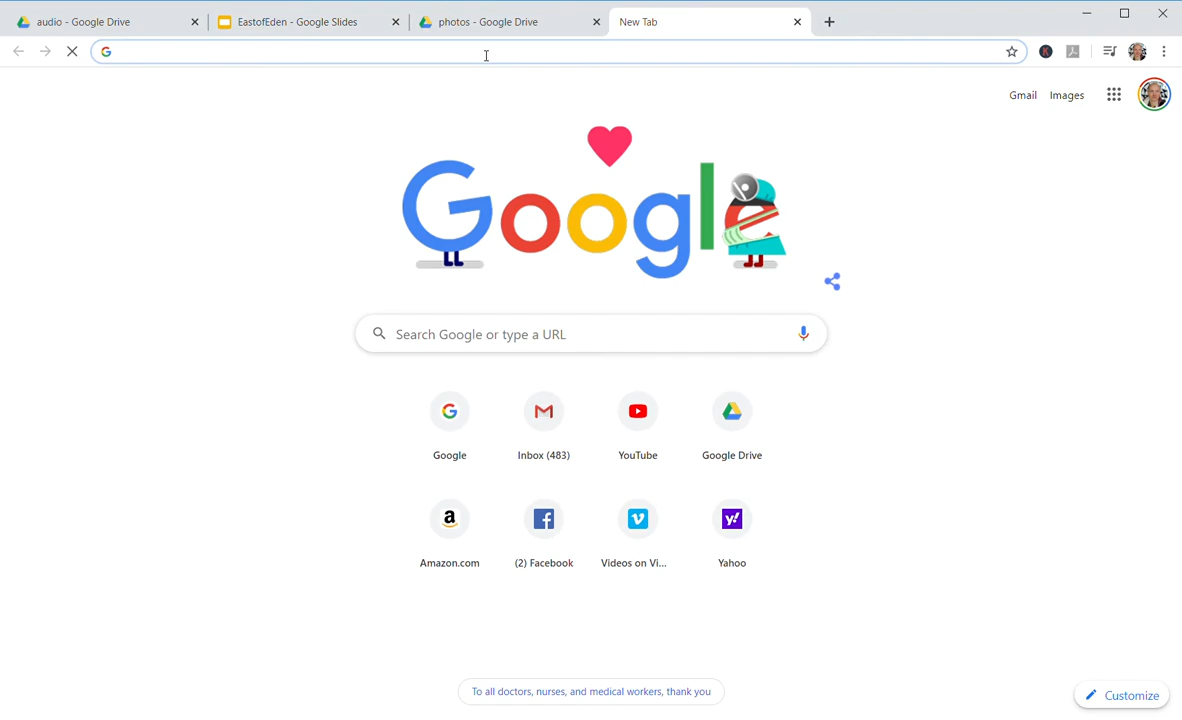 audio - Google Drive
EastofEden - Google Slides
photos - Google Drive
New Tab
Gmail
Images
Google
Search Google or type a URL
Google
Inbox (483)
YouTube
Google Drive
Amazon.com
(2) Facebook
Videos on Vi...
Yahoo
To all doctors, nurses, and medical workers, thank you
Customize